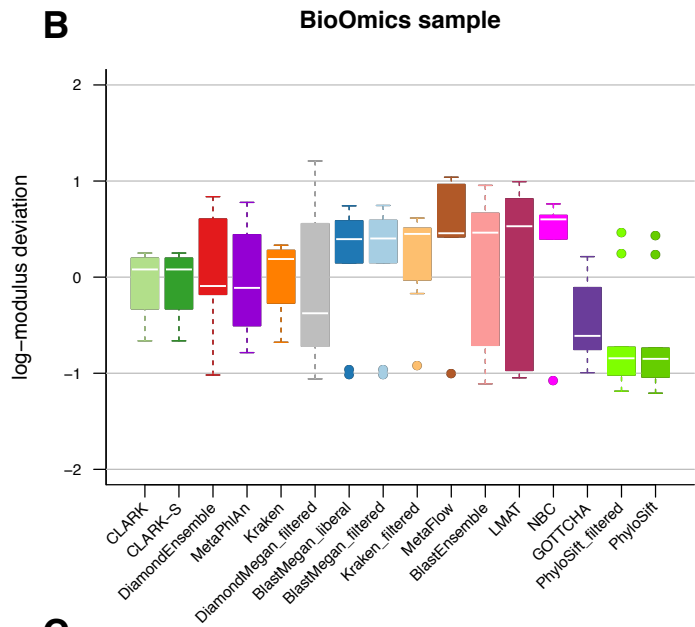 B
BioOmics sample
log−modulus deviation
2
1
0
−1
−2
CLARK
CLARK−S
DiamondEnsemble
MetaPhlAn
Kraken
DiamondMegan_filtered
BlastMegan_liberal
BlastMegan_filtered
Kraken_filtered
MetaFlow
BlastEnsemble
LMAT
NBC
GOTTCHA
PhyloSift_filtered
PhyloSift